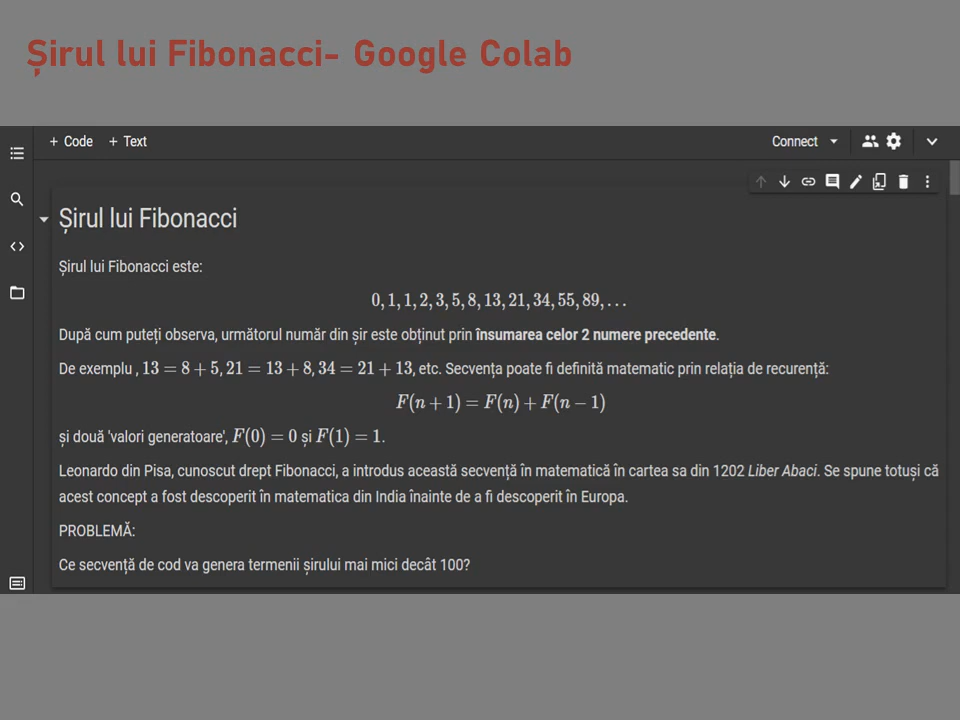 Șirul lui Fibonacci- Google Colab
+ Code + Text
Connect
Șirul lui Fibonacci
Șirul lui Fibonacci este:
0, 1, 1, 2, 3, 5, 8, 13, 21, 34, 55, 89, . . .
După cum puteți observa, următorul număr din șir este obținut prin însumarea celor 2 numere precedente.
De exemplu , 13 = 8 + 5, 21 = 13 + 8, 34 = 21 + 13, etc. Secvența poate fi definită matematic prin relația de recurență:
F(n + 1) = F(n) + F(n − 1)
și două 'valori generatoare', F(0) = 0 și F(1) = 1.
Leonardo din Pisa, cunoscut drept Fibonacci, a introdus această secvență în matematică în cartea sa din 1202 Liber Abaci. Se spune totuși că
acest concept a fost descoperit în matematica din India înainte de a fi descoperit în Europa.
PROBLEMĂ:
Ce secvență de cod va genera termenii șirului mai mici decât 100?